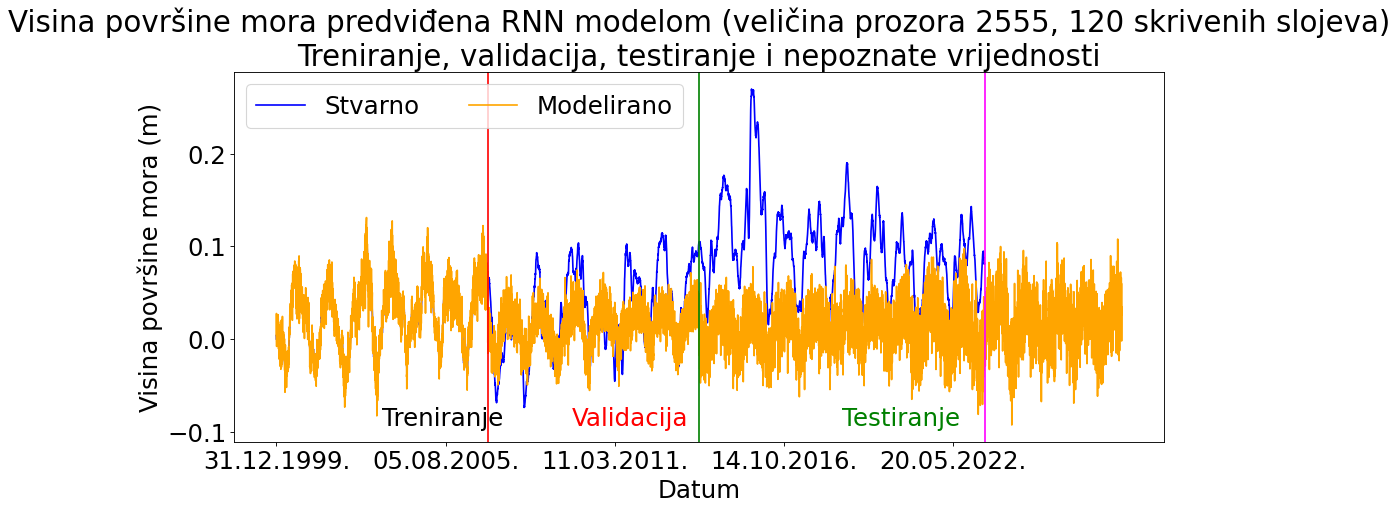 Visina površine mora predviđena RNN modelom (veličina prozora 2555, 120 skrivenih slojeva)
Treniranje, validacija, testiranje i nepoznate vrijednosti
Stvarno Modelirano
Visina površine mora (m)
0.2
0.1
0.0
−0.1
Treniranje Validacija Testiranje
31.12.1999. 05.08.2005. 11.03.2011. 14.10.2016. 20.05.2022.
Datum